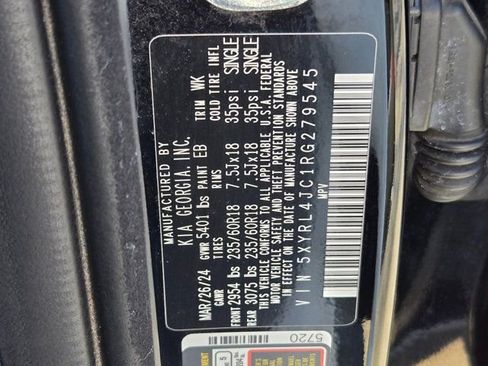 MANUFACTURED BY
KIA GEORGIA, INC.
MAR/26/24 GVWR 5401 lbs PAINT EB TRIM WK
GAWR RIMS COLD TIRE INFL
FRONT 2954 lbs 235/60R18 7.5Jx18 35psi SINGLE
REAR 3075 lbs 235/60R18 7.5Jx18 35psi SINGLE
THIS VEHICLE CONFORMS TO ALL APPLICABLE U.S.A. FEDERAL
MOTOR VEHICLE SAFETY AND THEFT PREVENTION STANDARDS
IN EFFECT ON THE DATE OF MANUFACTURE SHOWN ABOVE.
MPV
VIN 5XYRL4JC1RG279545
5720